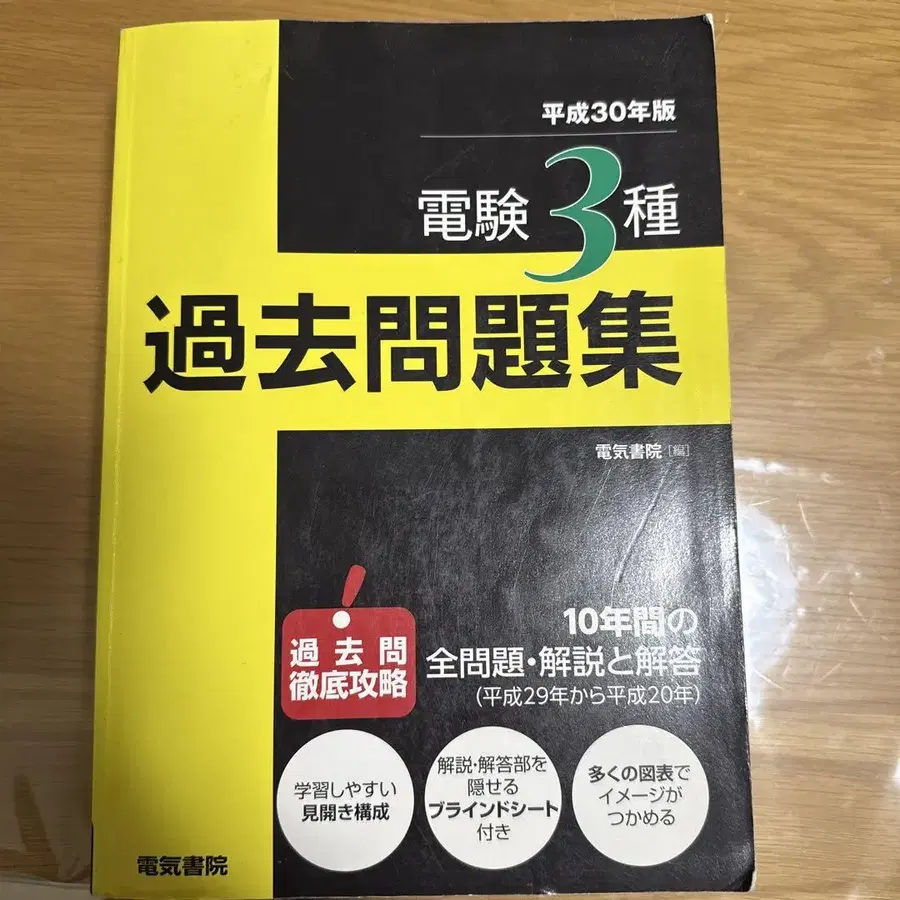 平成30年版
電験3種
過去問題集
電気書院[編]
過去問
徹底攻略
10年間の
全問題・解説と解答
(平成29年から平成20年)
学習しやすい
見開き構成
解説・解答部を
隠せる
ブラインドシート
付き
多くの図表で
イメージが
つかめる
電気書院